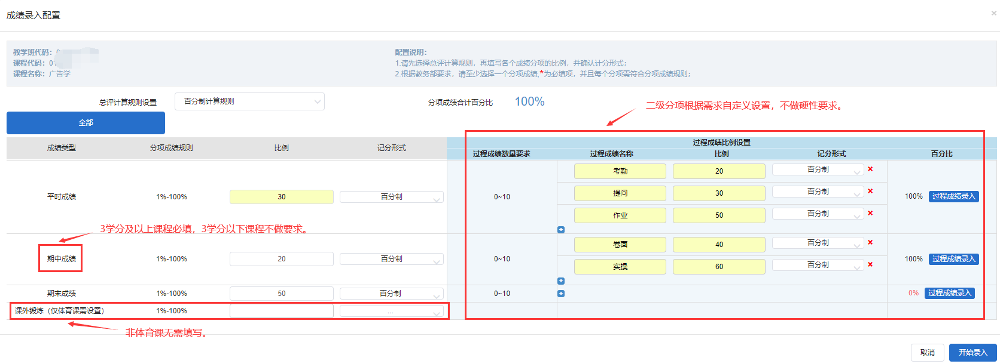 成绩录入配置
×
教学班代码：
课程代码：
课程名称：广告学
配置说明：
1.请先选择总评计算规则，再填写各个成绩分项的比例，并确认计分形式；
2.根据教务部要求，请至少选择一个分项成绩,*为必填项，并且每个分项需符合分项成绩规则；
总评计算规则设置 百分制计算规则 分项成绩合计百分比 100%
二级分项根据需求自定义设置，不做硬性要求。
全部
成绩类型 分项成绩规则 比例 记分形式
过程成绩比例设置
过程成绩数量要求 过程成绩名称 比例 记分形式 百分比
平时成绩 1%-100% 30 百分制 0~10
考勤 20 百分制
提问 30 百分制
作业 50 百分制
100% 过程成绩录入
3学分及以上课程必填，3学分以下课程不做要求。
期中成绩 1%-100% 20 百分制 0~10
卷面 40 百分制
实操 60 百分制
100% 过程成绩录入
期末成绩 1%-100% 50 百分制 0~10 0% 过程成绩录入
课外锻炼（仅体育课需设置） 1%-100% ...
非体育课无需填写。
取消 开始录入